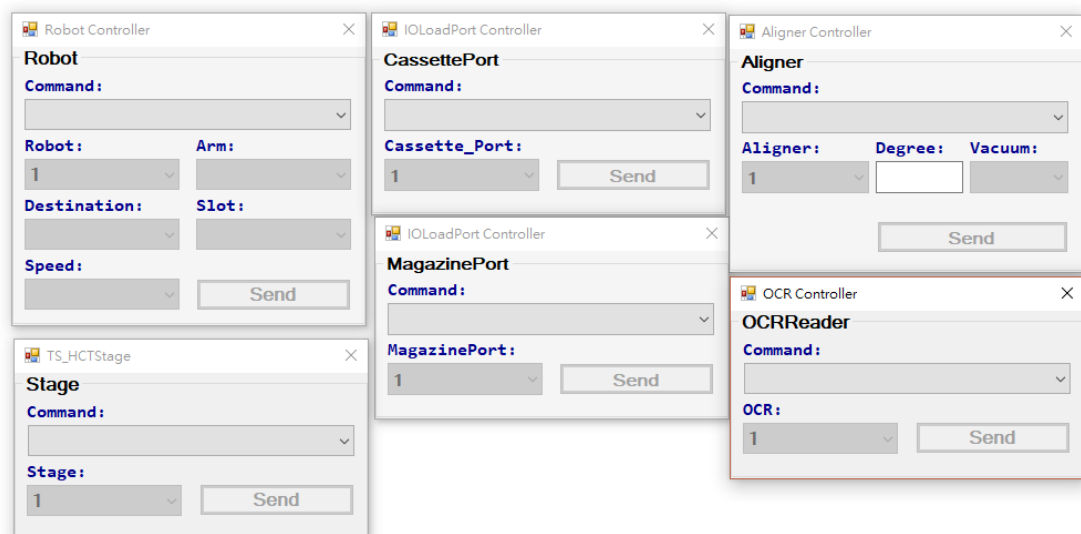 Robot Controller
Robot
Command:
Robot: Arm:
1
Destination: Slot:
Speed:
Send
TS_HCTStage
Stage
Command:
Stage:
1 Send
IOLoadPort Controller
CassettePort
Command:
Cassette_Port:
1 Send
IOLoadPort Controller
MagazinePort
Command:
MagazinePort:
1 Send
Aligner Controller
Aligner
Command:
Aligner: Degree: Vacuum:
1
Send
OCR Controller
OCRReader
Command:
OCR:
1 Send